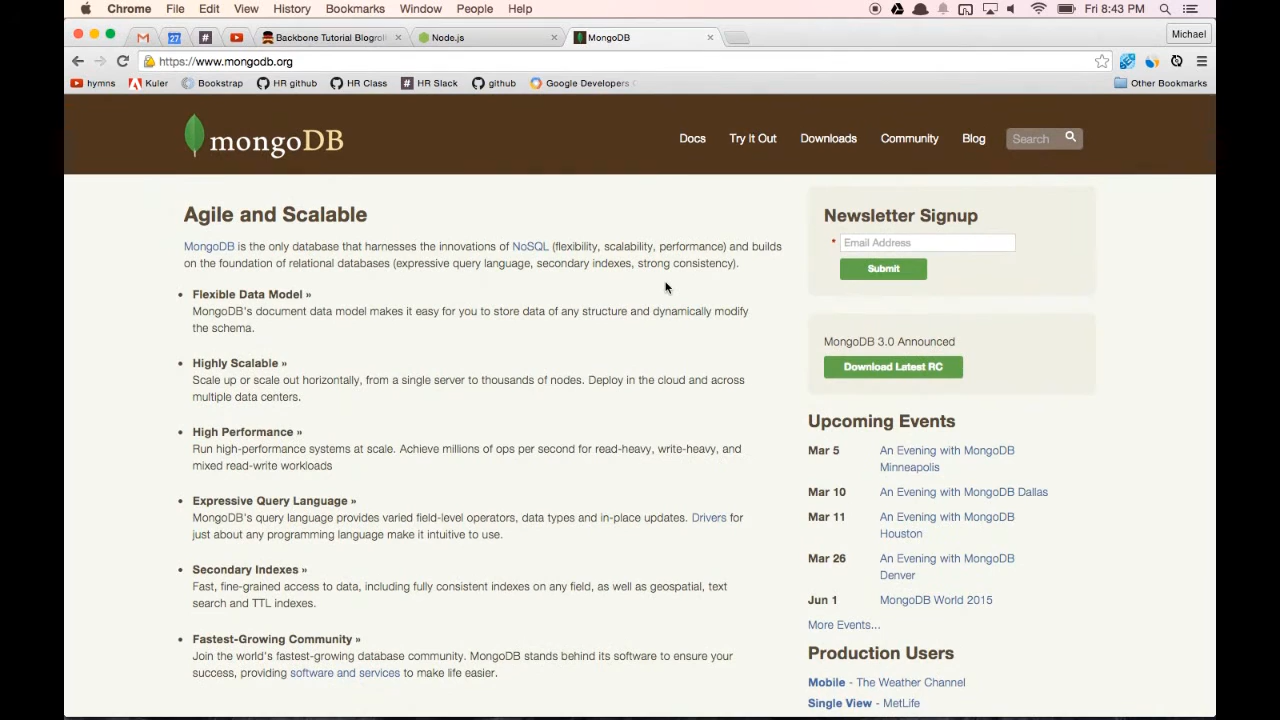 Chrome File Edit View History Bookmarks Window People Help Fri 8:43 PM
27 # Backbone Tutorial Blogroll Node.js MongoDB Michael
https://www.mongodb.org
hymns Kuler Bookstrap HR github HR Class # HR Slack github Google Developers Other Bookmarks
mongoDB
Docs Try It Out Downloads Community Blog Search
Agile and Scalable
MongoDB is the only database that harnesses the innovations of NoSQL (flexibility, scalability, performance) and builds
on the foundation of relational databases (expressive query language, secondary indexes, strong consistency).
• Flexible Data Model »
MongoDB's document data model makes it easy for you to store data of any structure and dynamically modify
the schema.
• Highly Scalable »
Scale up or scale out horizontally, from a single server to thousands of nodes. Deploy in the cloud and across
multiple data centers.
• High Performance »
Run high-performance systems at scale. Achieve millions of ops per second for read-heavy, write-heavy, and
mixed read-write workloads
• Expressive Query Language »
MongoDB's query language provides varied field-level operators, data types and in-place updates. Drivers for
just about any programming language make it intuitive to use.
• Secondary Indexes »
Fast, fine-grained access to data, including fully consistent indexes on any field, as well as geospatial, text
search and TTL indexes.
• Fastest-Growing Community »
Join the world's fastest-growing database community. MongoDB stands behind its software to ensure your
success, providing software and services to make life easier.
Newsletter Signup
* Email Address
Submit
MongoDB 3.0 Announced
Download Latest RC
Upcoming Events
Mar 5 An Evening with MongoDB
Minneapolis
Mar 10 An Evening with MongoDB Dallas
Mar 11 An Evening with MongoDB
Houston
Mar 26 An Evening with MongoDB
Denver
Jun 1 MongoDB World 2015
More Events...
Production Users
Mobile - The Weather Channel
Single View - MetLife